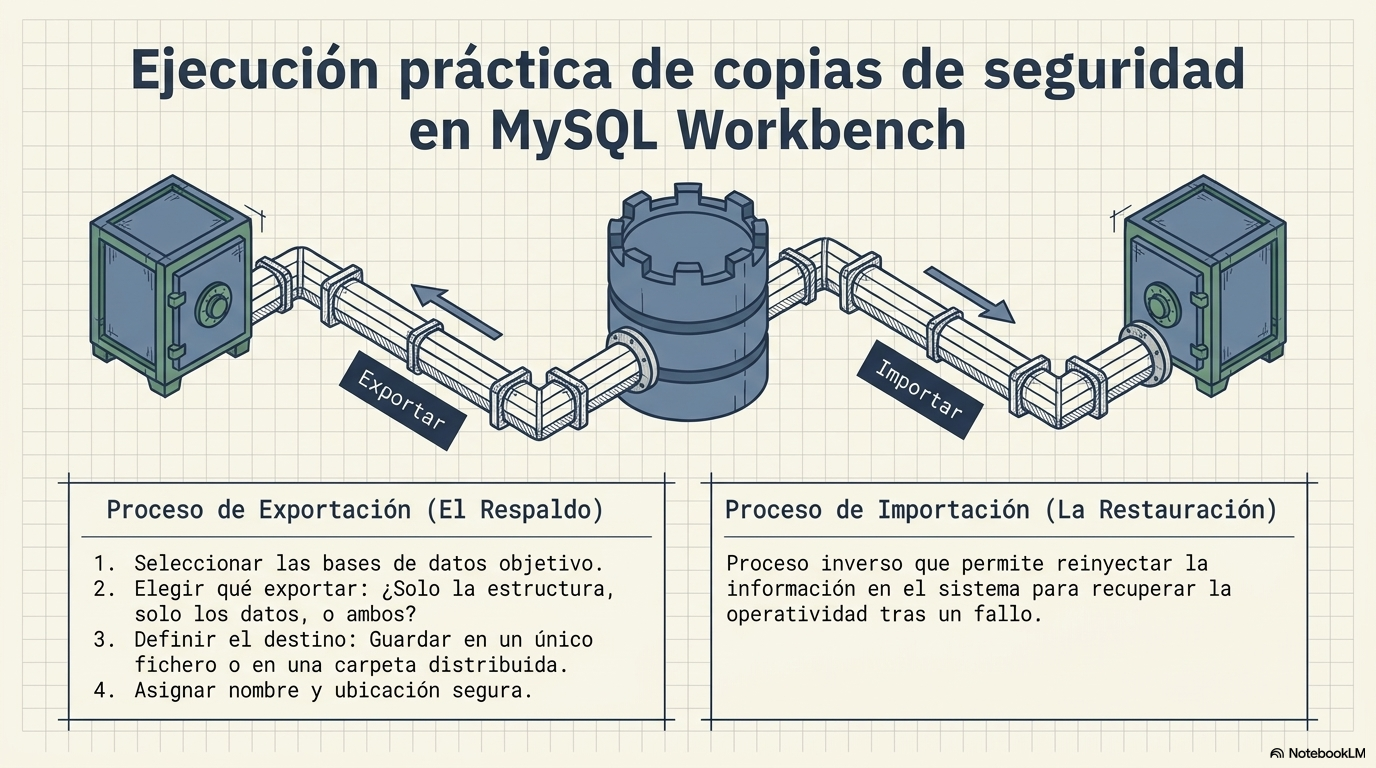 Ejecución práctica de copias de seguridad
en MySQL Workbench
Exportar
Importar
Proceso de Exportación (El Respaldo)
1. Seleccionar las bases de datos objetivo.
2. Elegir qué exportar: ¿Solo la estructura,
solo los datos, o ambos?
3. Definir el destino: Guardar en un único
fichero o en una carpeta distribuida.
4. Asignar nombre y ubicación segura.
Proceso de Importación (La Restauración)
Proceso inverso que permite reinyectar la
información en el sistema para recuperar la
operatividad tras un fallo.
NotebookLM